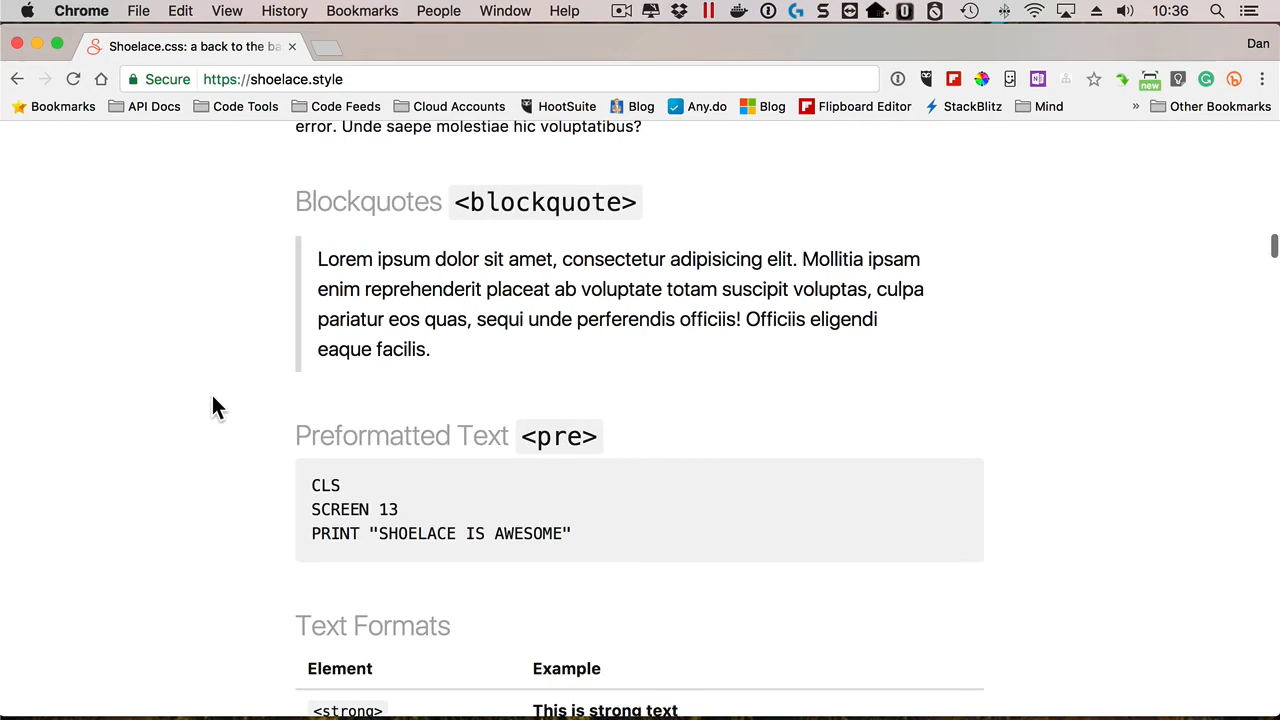 Chrome File Edit View History Bookmarks People Window Help 10:36
Shoelace.css: a back to the ba Dan
Secure https://shoelace.style new
Bookmarks API Docs Code Tools Code Feeds Cloud Accounts HootSuite Blog Any.do Blog Flipboard Editor StackBlitz Mind » Other Bookmarks
error. Unde saepe molestiae hic voluptatibus?
Blockquotes <blockquote>
Lorem ipsum dolor sit amet, consectetur adipisicing elit. Mollitia ipsam
enim reprehenderit placeat ab voluptate totam suscipit voluptas, culpa
pariatur eos quas, sequi unde perferendis officiis! Officiis eligendi
eaque facilis.
Preformatted Text <pre>
CLS
SCREEN 13
PRINT "SHOELACE IS AWESOME"
Text Formats
Element Example
<strong> This is strong text